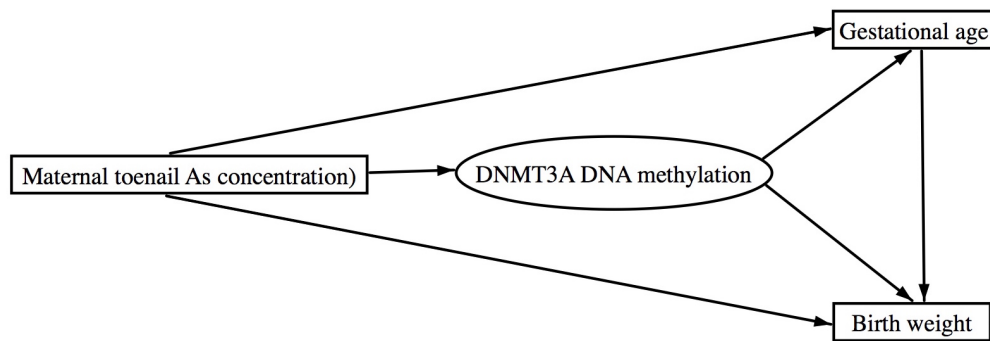 Gestational age
Maternal toenail As concentration)
DNMT3A DNA methylation
Birth weight